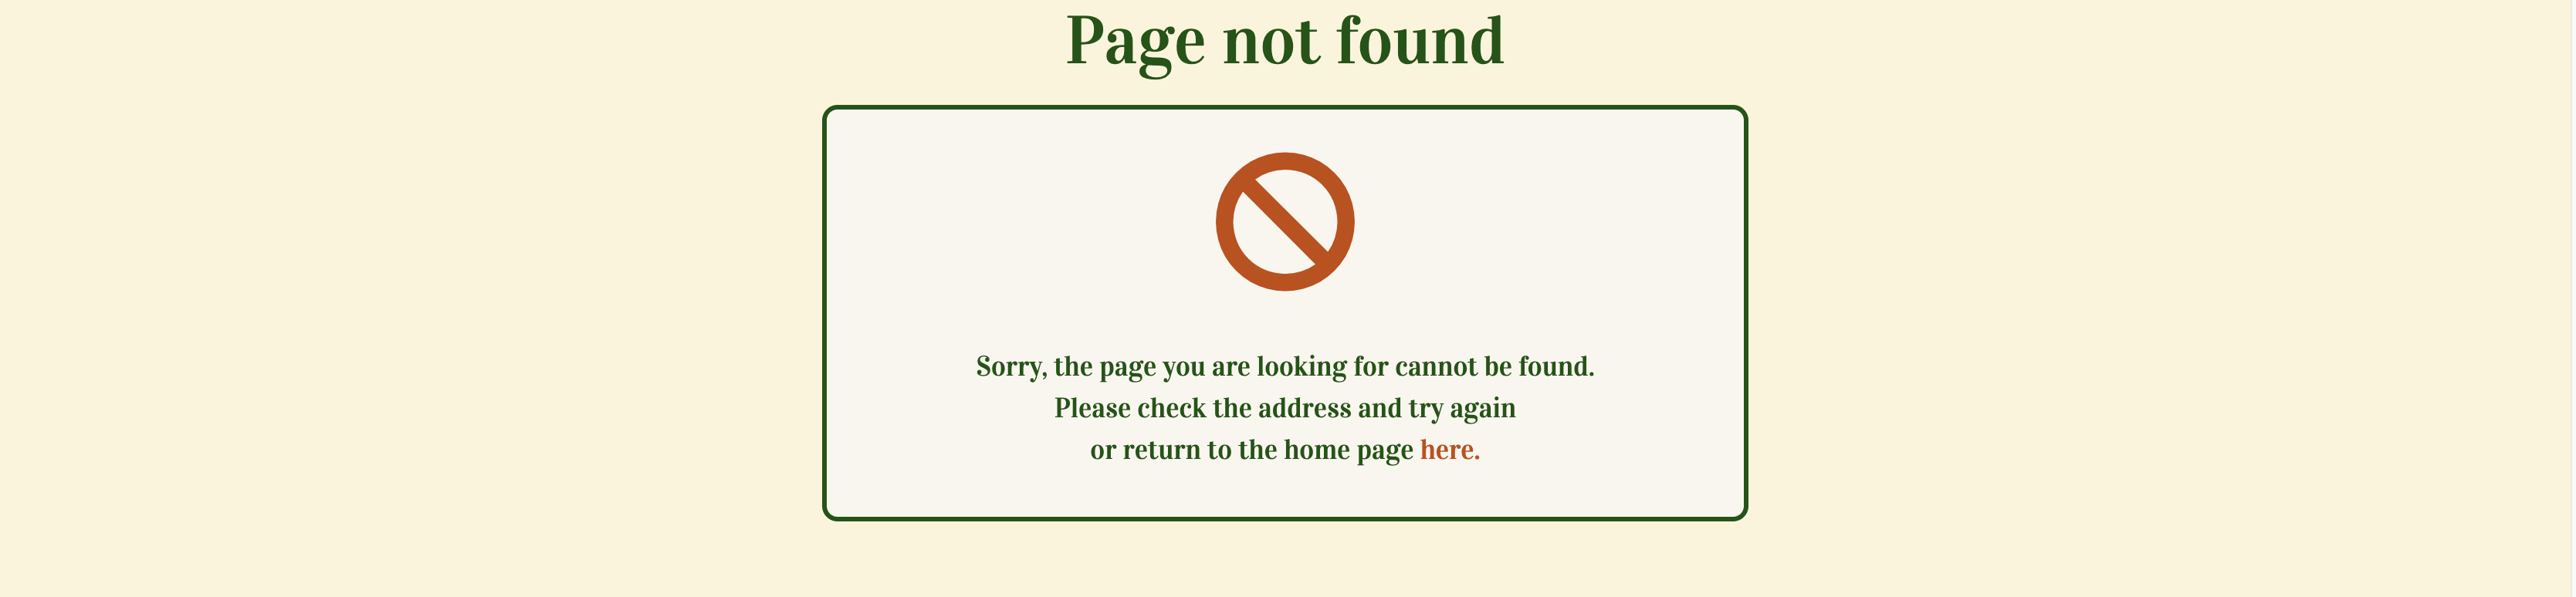 Page not found
Sorry, the page you are looking for cannot be found.
Please check the address and try again
or return to the home page here.